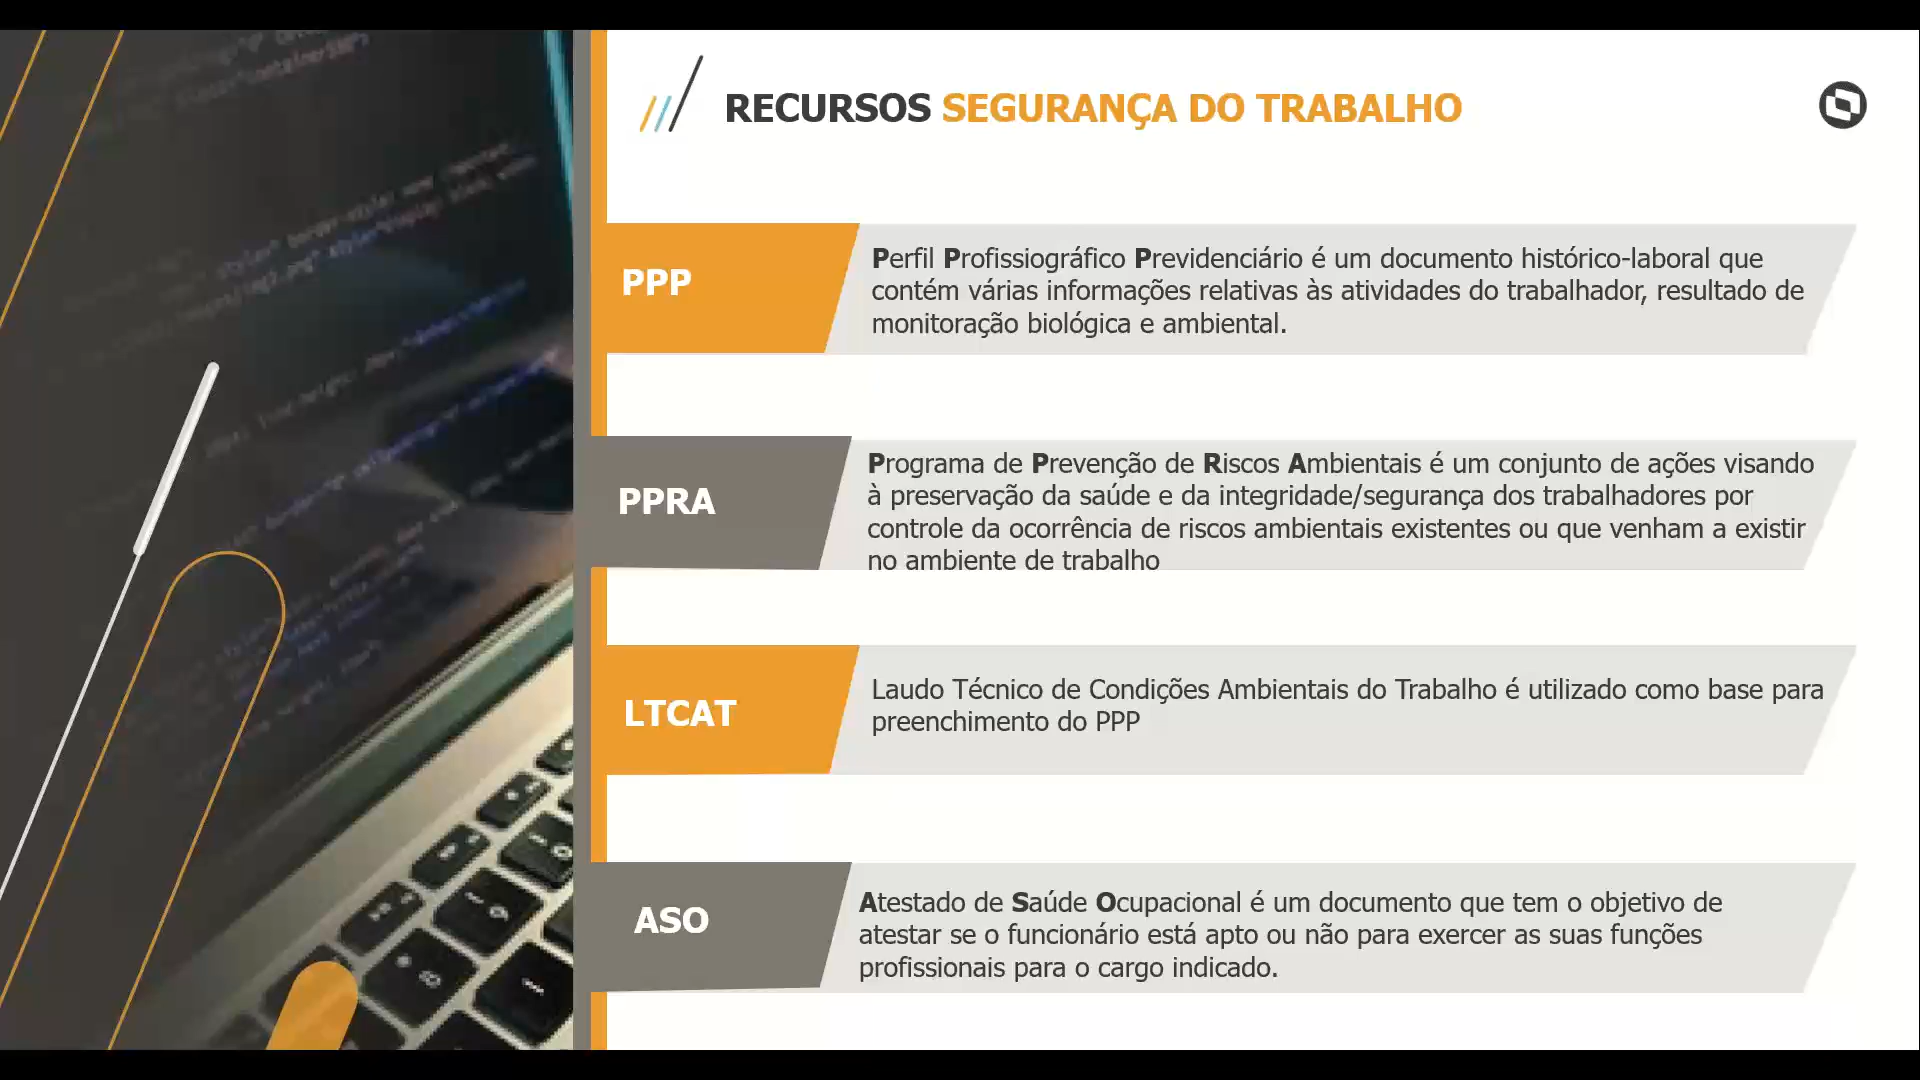 RECURSOS SEGURANÇA DO TRABALHO
PPP
Perfil Profissiográfico Previdenciário é um documento histórico-laboral que
contém várias informações relativas às atividades do trabalhador, resultado de
monitoração biológica e ambiental.
PPRA
Programa de Prevenção de Riscos Ambientais é um conjunto de ações visando
à preservação da saúde e da integridade/segurança dos trabalhadores por
controle da ocorrência de riscos ambientais existentes ou que venham a existir
no ambiente de trabalho
LTCAT
Laudo Técnico de Condições Ambientais do Trabalho é utilizado como base para
preenchimento do PPP
ASO
Atestado de Saúde Ocupacional é um documento que tem o objetivo de
atestar se o funcionário está apto ou não para exercer as suas funções
profissionais para o cargo indicado.